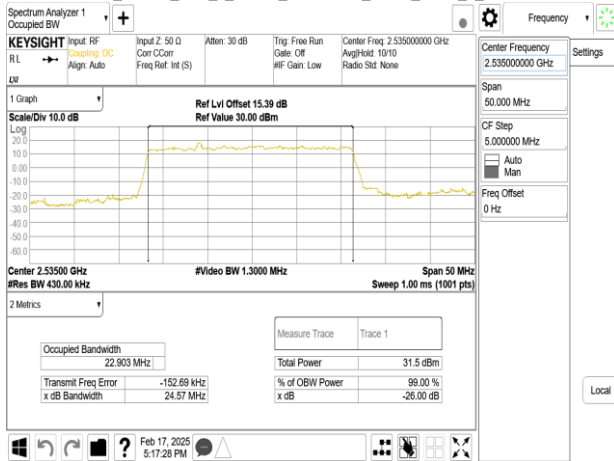 Spectrum Analyzer 1
Occupied BW
+
Frequency
KEYSIGHT
RL
LXI
Input: RF
Coupling: DC
Align: Auto
Input Z: 50 Ω
Corr CCorr
Freq Ref: Int (S)
Atten: 30 dB
Trig: Free Run
Gate: Off
#IF Gain: Low
Center Freq: 2.535000000 GHz
Avg|Hold: 10/10
Radio Std: None
Center Frequency
2.535000000 GHz
Settings
Span
50.000 MHz
CF Step
5.000000 MHz
Auto
Man
Freq Offset
0 Hz
Local
1 Graph
Scale/Div 10.0 dB
Ref Lvl Offset 15.39 dB
Ref Value 30.00 dBm
Log
20.0
10.0
0.00
-10.0
-20.0
-30.0
-40.0
-50.0
-60.0
Center 2.53500 GHz
#Video BW 1.3000 MHz
Span 50 MHz
#Res BW 430.00 kHz
Sweep 1.00 ms (1001 pts)
2 Metrics
Measure Trace Trace 1
Occupied Bandwidth
22.903 MHz
Total Power 31.5 dBm
Transmit Freq Error -152.69 kHz
% of OBW Power 99.00 %
x dB Bandwidth 24.57 MHz
x dB -26.00 dB
?
Feb 17, 2025
5:17:28 PM